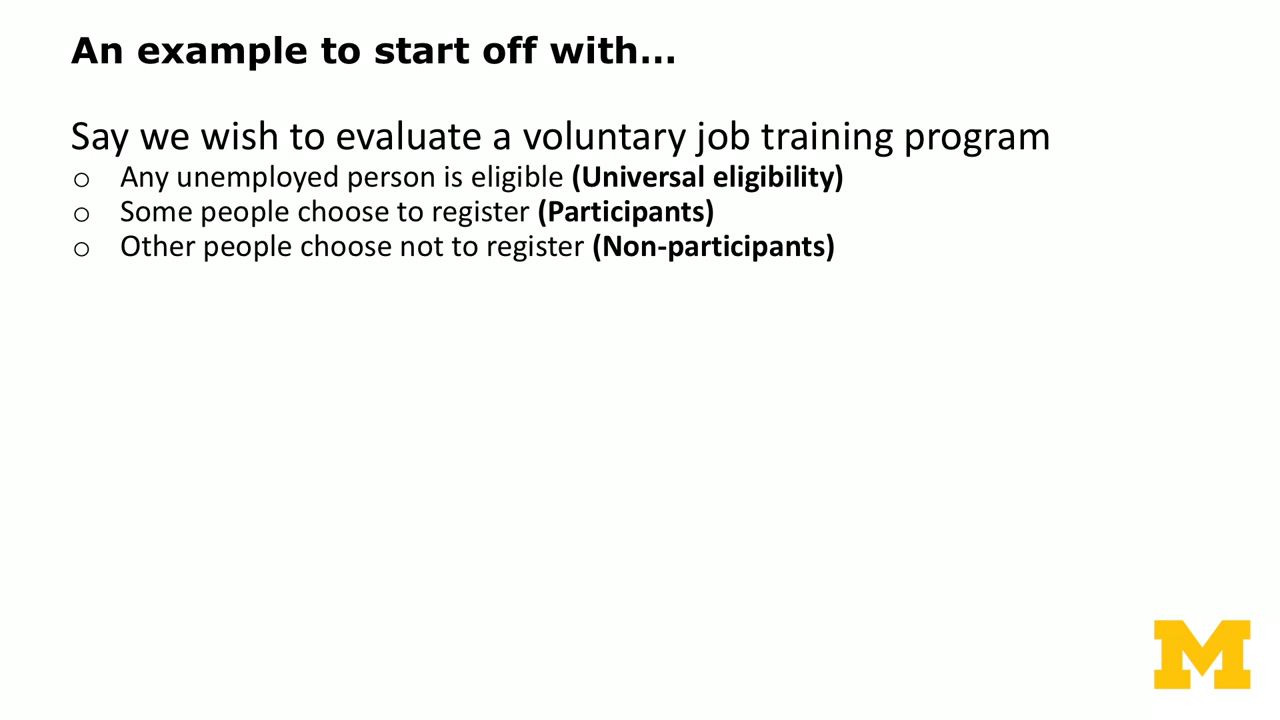 An example to start off with...
Say we wish to evaluate a voluntary job training program
o Any unemployed person is eligible (Universal eligibility)
o Some people choose to register (Participants)
o Other people choose not to register (Non-participants)
M